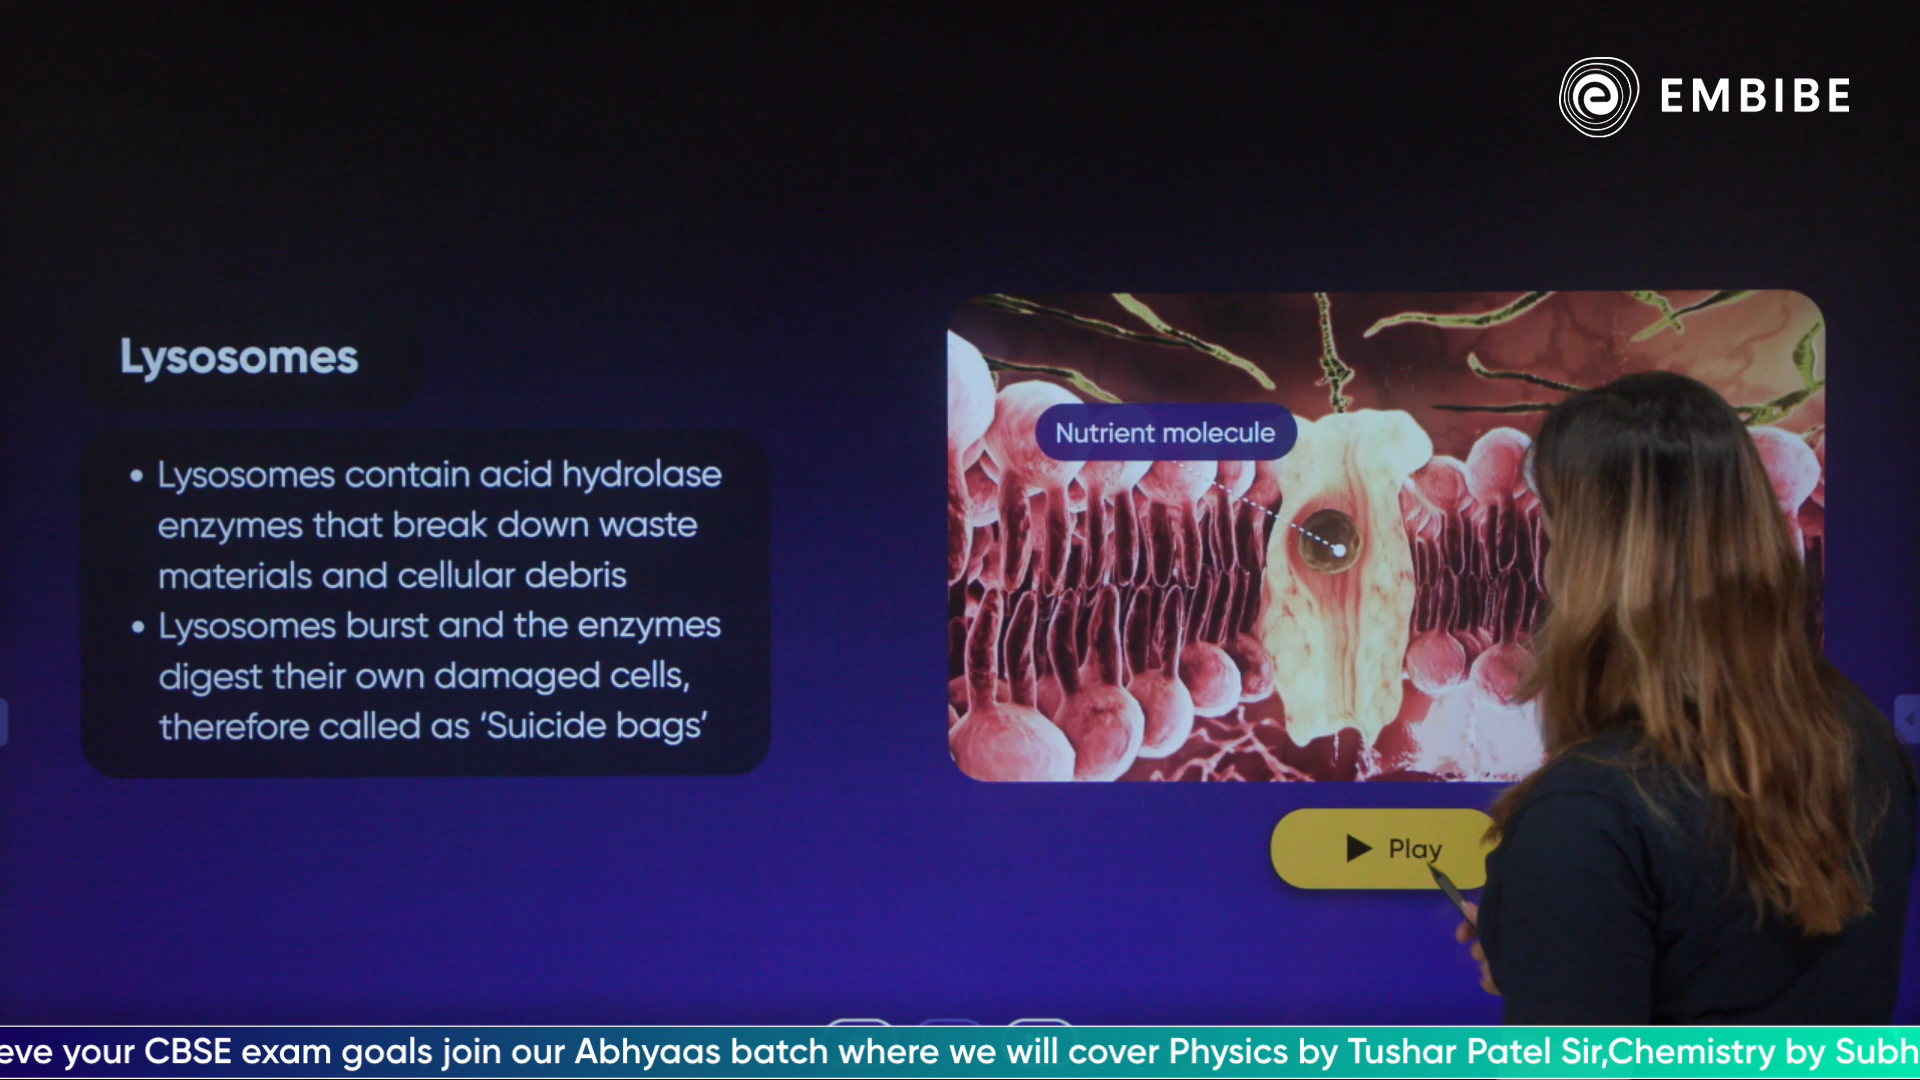 EMBIBE
Lysosomes
• Lysosomes contain acid hydrolase
enzymes that break down waste
materials and cellular debris
• Lysosomes burst and the enzymes
digest their own damaged cells,
therefore called as ‘Suicide bags’
Nutrient molecule
Play
eve your CBSE exam goals join our Abhyaas batch where we will cover Physics by Tushar Patel Sir,Chemistry by Subh